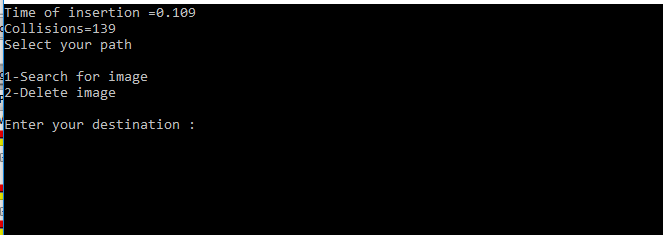 Time of insertion =0.109
Collisions=139
Select your path
1-Search for image
2-Delete image
Enter your destination :